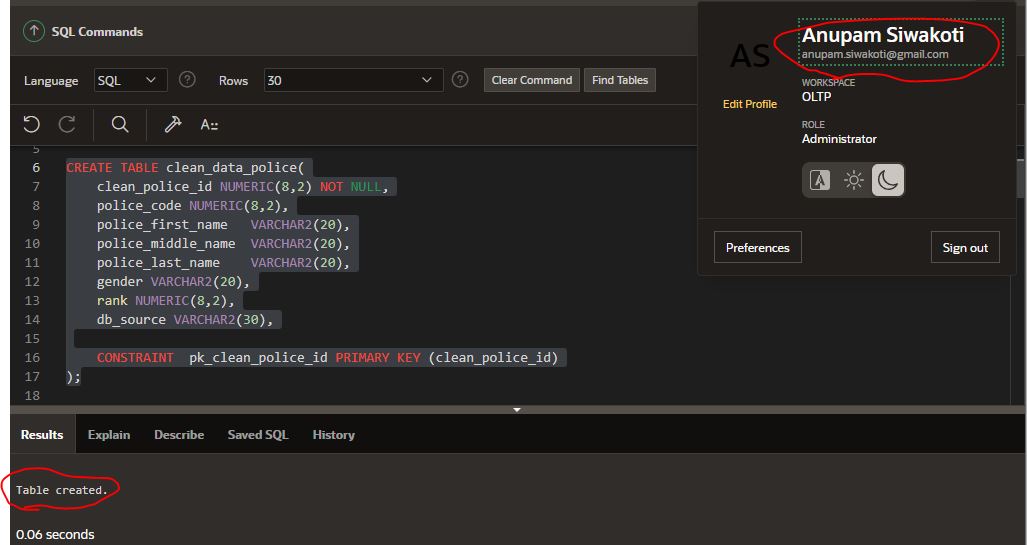 SQL Commands
Language SQL Rows 30 Clear Command Find Tables
A::
5
6 CREATE TABLE clean_data_police(
7 clean_police_id NUMERIC(8,2) NOT NULL,
8 police_code NUMERIC(8,2),
9 police_first_name VARCHAR2(20),
10 police_middle_name VARCHAR2(20),
11 police_last_name VARCHAR2(20),
12 gender VARCHAR2(20),
13 rank NUMERIC(8,2),
14 db_source VARCHAR2(30),
15
16 CONSTRAINT pk_clean_police_id PRIMARY KEY (clean_police_id)
17 );
18
AS
Edit Profile
Anupam Siwakoti
anupam.siwakoti@gmail.com
WORKSPACE
OLTP
ROLE
Administrator
A
Preferences Sign out
Results Explain Describe Saved SQL History
Table created.
0.06 seconds